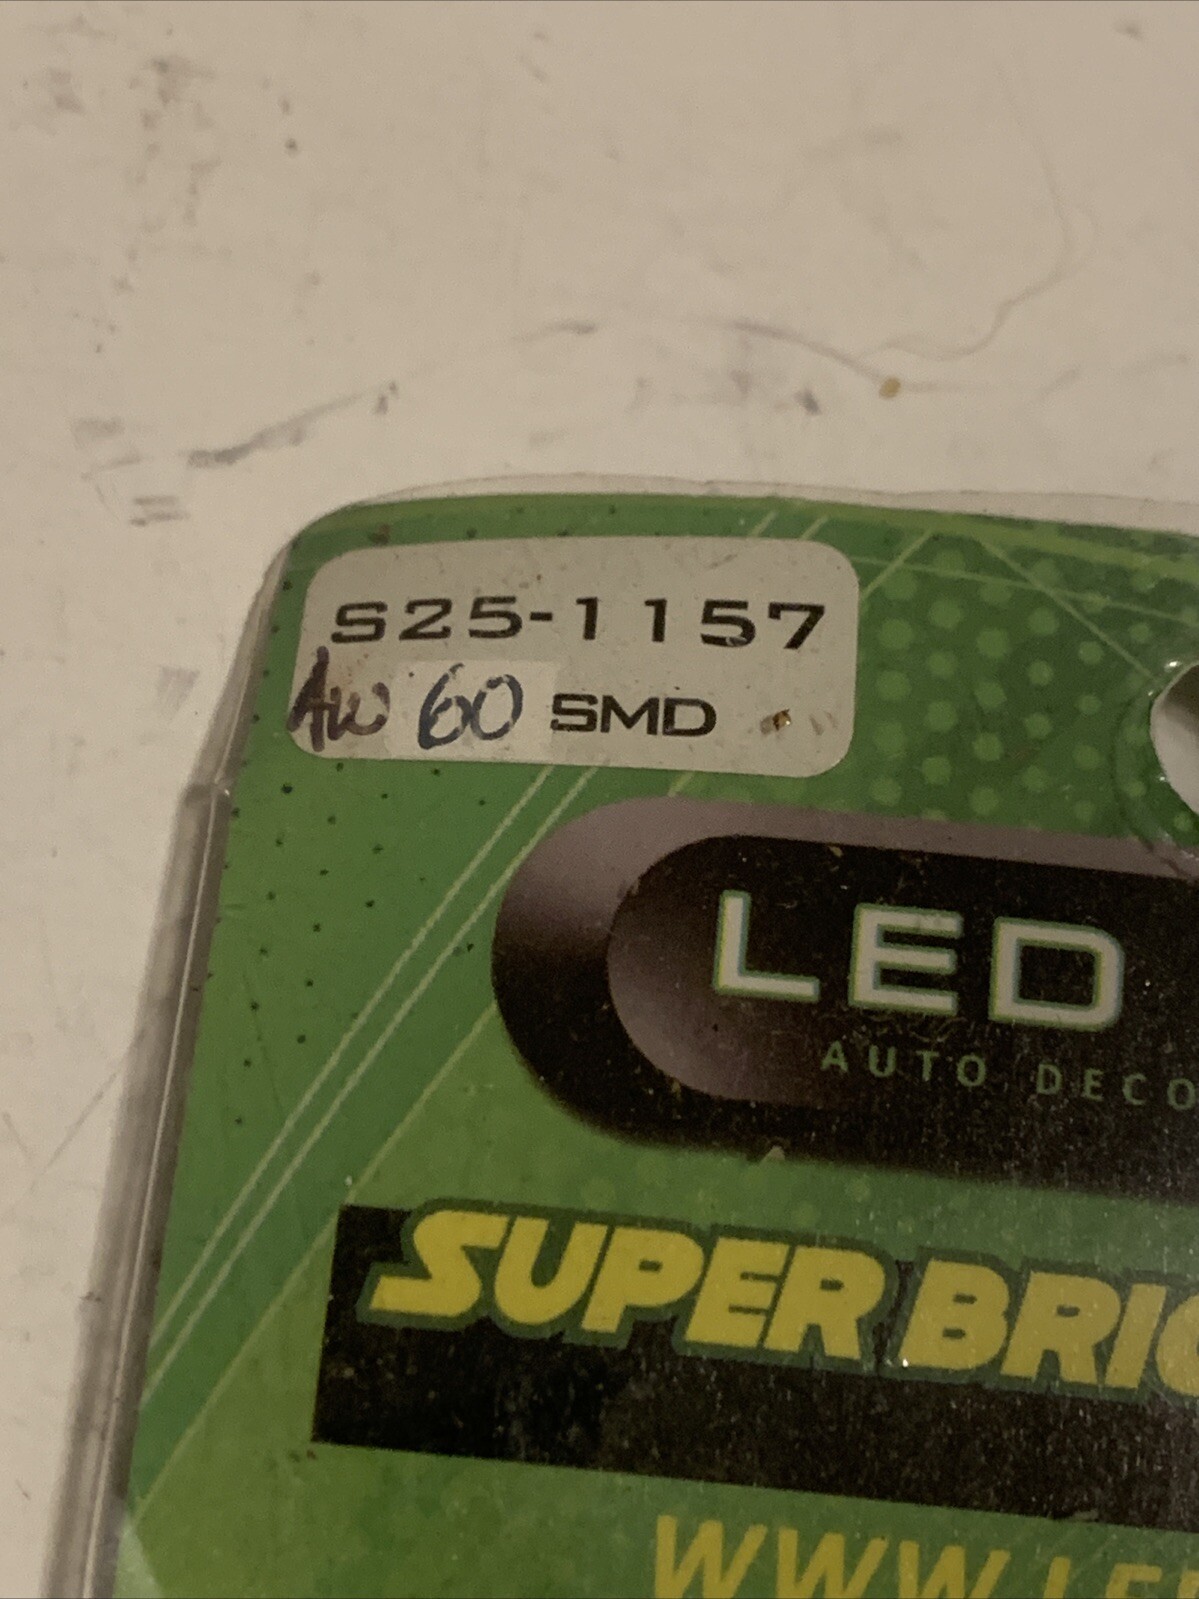 S25-1157
AW 60 SMD
LED
AUTO DECO
SUPER BRIG
WWW.LE